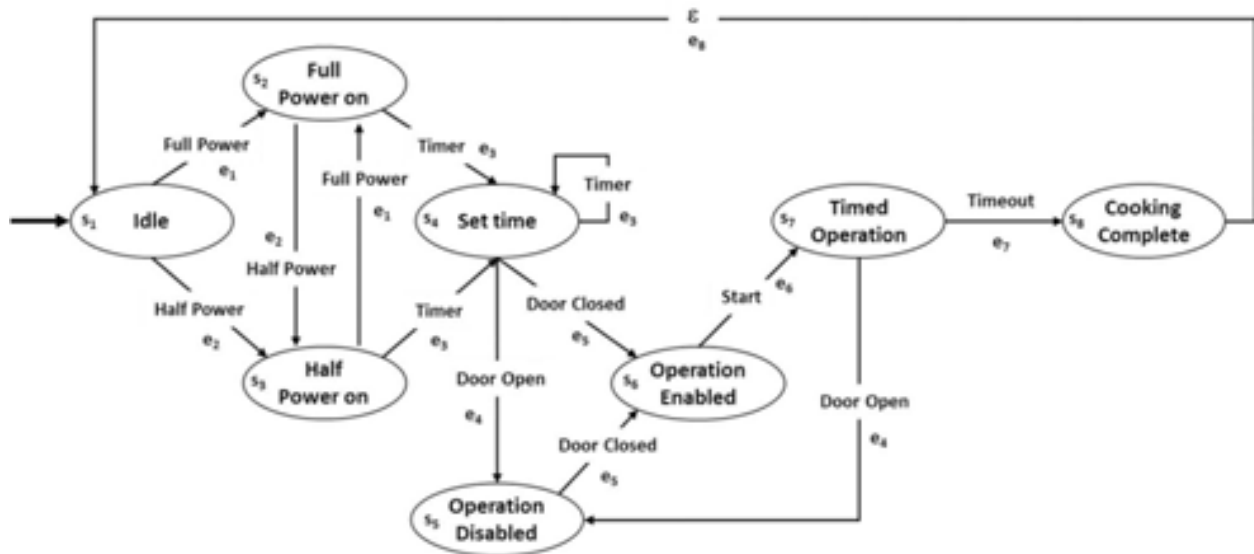 ε
e₈
s₂
Full
Power on
Full Power
e₁
Timer e₃
Full Power
e₁
Timer
e₃
s₁ Idle
s₄ Set time
s₇ Timed
Operation
Timeout
e₇
s₈ Cooking
Complete
e₂
Half Power
Half Power
e₂
Timer
e₃
Door Closed
e₅
Start
e₆
s₃ Half
Power on
Door Open
e₄
s₆ Operation
Enabled
Door Open
e₄
Door Closed
e₅
s₅ Operation
Disabled